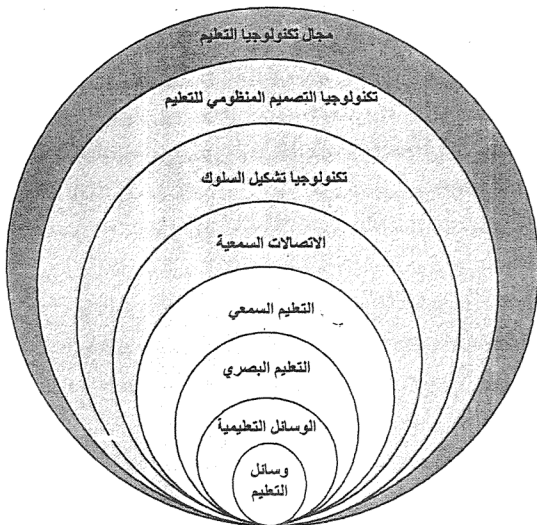 مجال تكنولوجيا التعليم
تكنولوجيا التصميم المنظومي للتعليم
تكنولوجيا تشكيل السلوك
الاتصالات السمعية
التعليم السمعي
التعليم البصري
الوسائل التعليمية
وسائل
التعليم